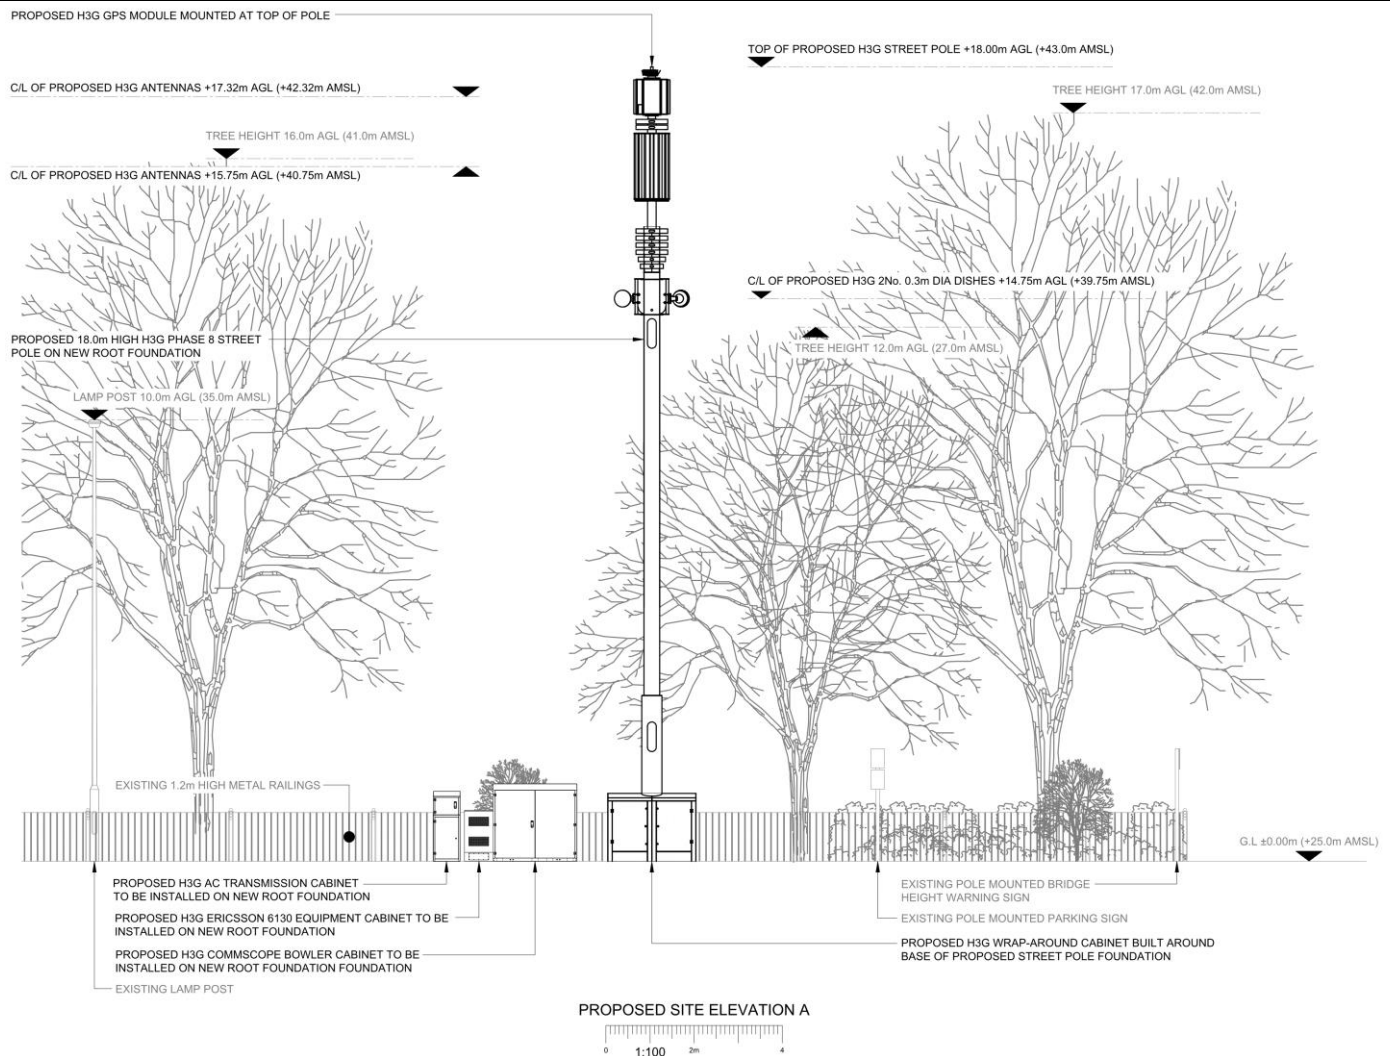 PROPOSED H3G GPS MODULE MOUNTED AT TOP OF POLE
TOP OF PROPOSED H3G STREET POLE +18.00m AGL (+43.0m AMSL)
C/L OF PROPOSED H3G ANTENNAS +17.32m AGL (+42.32m AMSL)
TREE HEIGHT 17.0m AGL (42.0m AMSL)
TREE HEIGHT 16.0m AGL (41.0m AMSL)
C/L OF PROPOSED H3G ANTENNAS +15.75m AGL (+40.75m AMSL)
C/L OF PROPOSED H3G 2No. 0.3m DIA DISHES +14.75m AGL (+39.75m AMSL)
PROPOSED 18.0m HIGH H3G PHASE 8 STREET
POLE ON NEW ROOT FOUNDATION
TREE HEIGHT 12.0m AGL (27.0m AMSL)
LAMP POST 10.0m AGL (35.0m AMSL)
EXISTING 1.2m HIGH METAL RAILINGS
G.L ±0.00m (+25.0m AMSL)
PROPOSED H3G AC TRANSMISSION CABINET
TO BE INSTALLED ON NEW ROOT FOUNDATION
PROPOSED H3G ERICSSON 6130 EQUIPMENT CABINET TO BE
INSTALLED ON NEW ROOT FOUNDATION
PROPOSED H3G COMMSCOPE BOWLER CABINET TO BE
INSTALLED ON NEW ROOT FOUNDATION FOUNDATION
EXISTING LAMP POST
EXISTING POLE MOUNTED BRIDGE
HEIGHT WARNING SIGN
EXISTING POLE MOUNTED PARKING SIGN
PROPOSED H3G WRAP-AROUND CABINET BUILT AROUND
BASE OF PROPOSED STREET POLE FOUNDATION
PROPOSED SITE ELEVATION A
0 1:100 2m 4